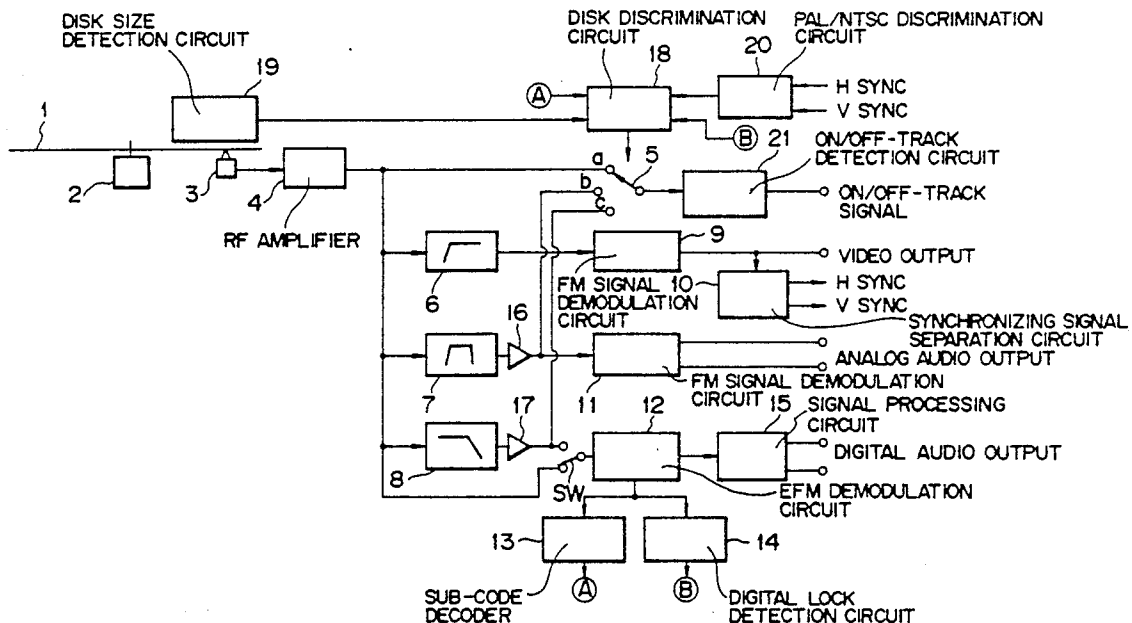 DISK SIZE
DETECTION CIRCUIT
19
1
2
3
4
RF AMPLIFIER
DISK DISCRIMINATION
CIRCUIT
18
PAL/NTSC DISCRIMINATION
CIRCUIT
20
H SYNC
V SYNC
A
B
a
b
c
5
21
ON/OFF-TRACK
DETECTION CIRCUIT
ON/OFF-TRACK
SIGNAL
6
9
VIDEO OUTPUT
FM SIGNAL
DEMODULATION
CIRCUIT
10
H SYNC
V SYNC
SYNCHRONIZING SIGNAL
SEPARATION CIRCUIT
16
7
11
ANALOG AUDIO OUTPUT
FM SIGNAL DEMODULATION
CIRCUIT
17
8
SW
12
15
SIGNAL PROCESSING
CIRCUIT
DIGITAL AUDIO OUTPUT
EFM DEMODULATION
CIRCUIT
13
14
A
B
SUB-CODE
DECODER
DIGITAL LOCK
DETECTION CIRCUIT